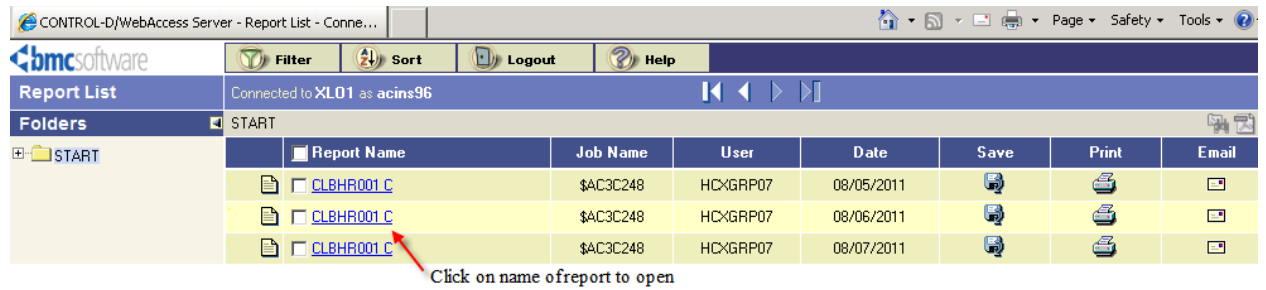 CONTROL-D/WebAccess Server - Report List - Conne... Page Safety Tools
bmcsoftware Filter Sort Logout Help
Report List Connected to XL01 as acins96
Folders START
START Report Name Job Name User Date Save Print Email
CLBHR001 C $AC3C248 HCXGRP07 08/05/2011
CLBHR001 C $AC3C248 HCXGRP07 08/06/2011
CLBHR001 C $AC3C248 HCXGRP07 08/07/2011
Click on name of report to open